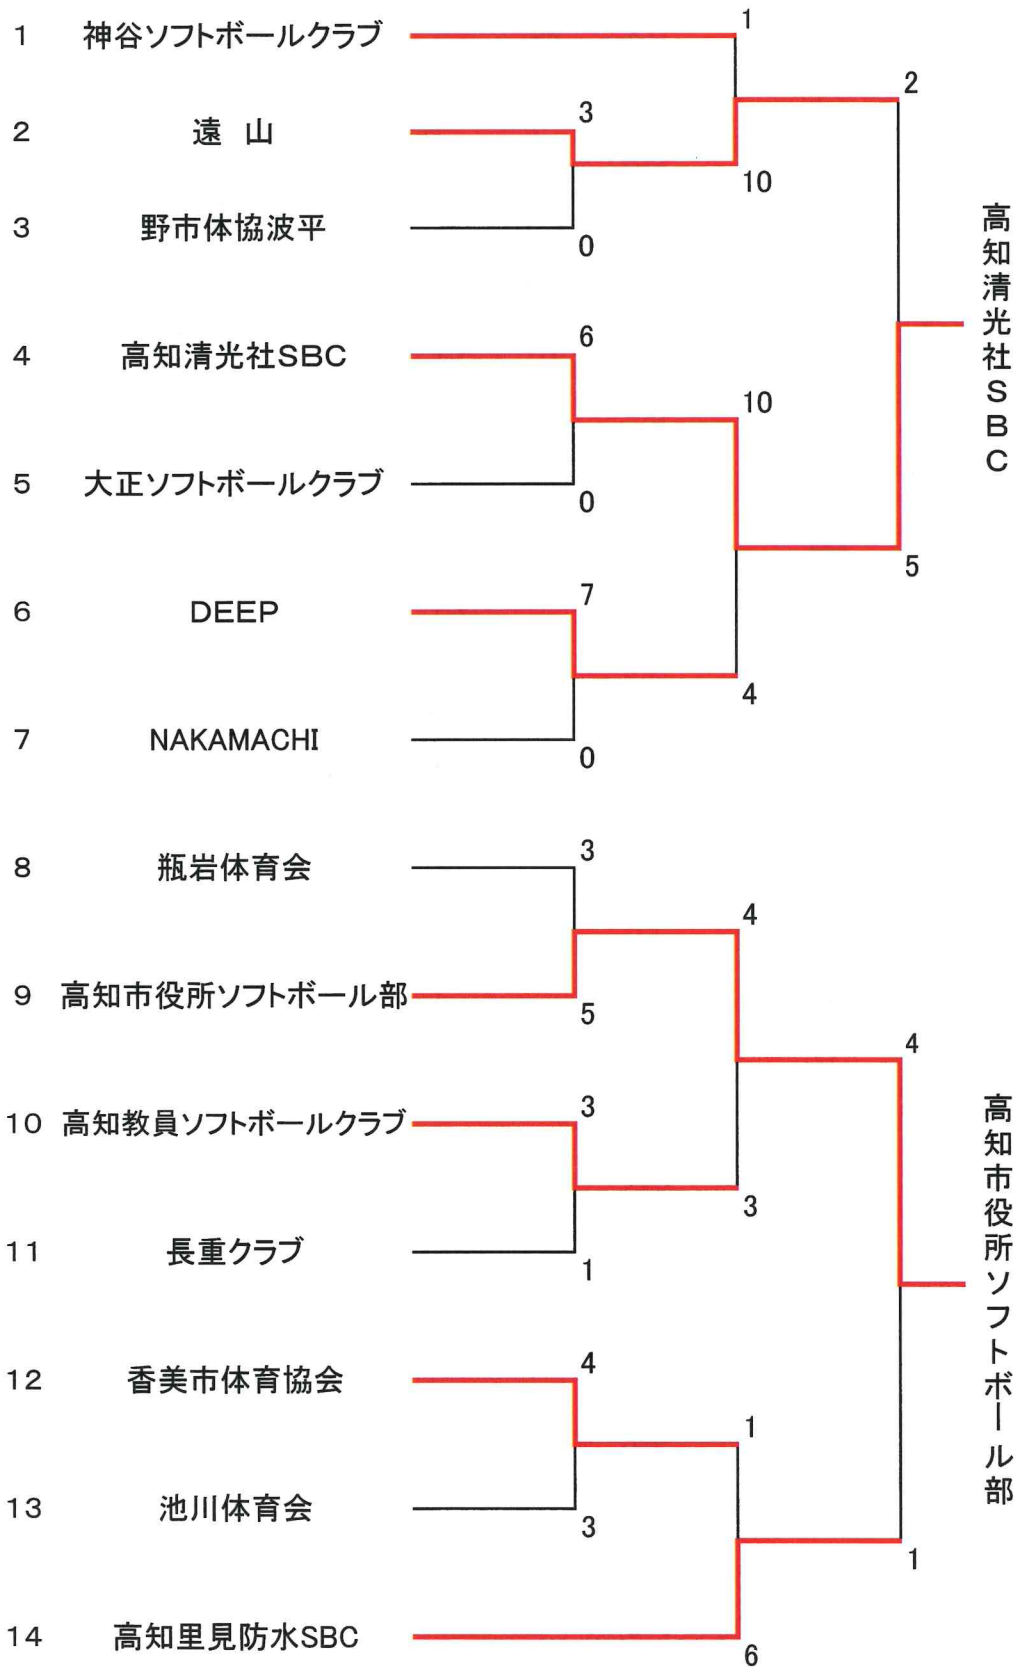 1 神谷ソフトボールクラブ
2 遠 山
3 野市体協波平
4 高知清光社SBC
5 大正ソフトボールクラブ
6 DEEP
7 NAKAMACHI
8 瓶岩体育会
9 高知市役所ソフトボール部
10 高知教員ソフトボールクラブ
11 長重クラブ
12 香美市体育協会
13 池川体育会
14 高知里見防水SBC
3
0
6
0
7
0
3
5
3
1
4
3
1
10
10
4
4
3
1
6
2
5
4
1
高知清光社SBC
高知市役所ソフトボール部